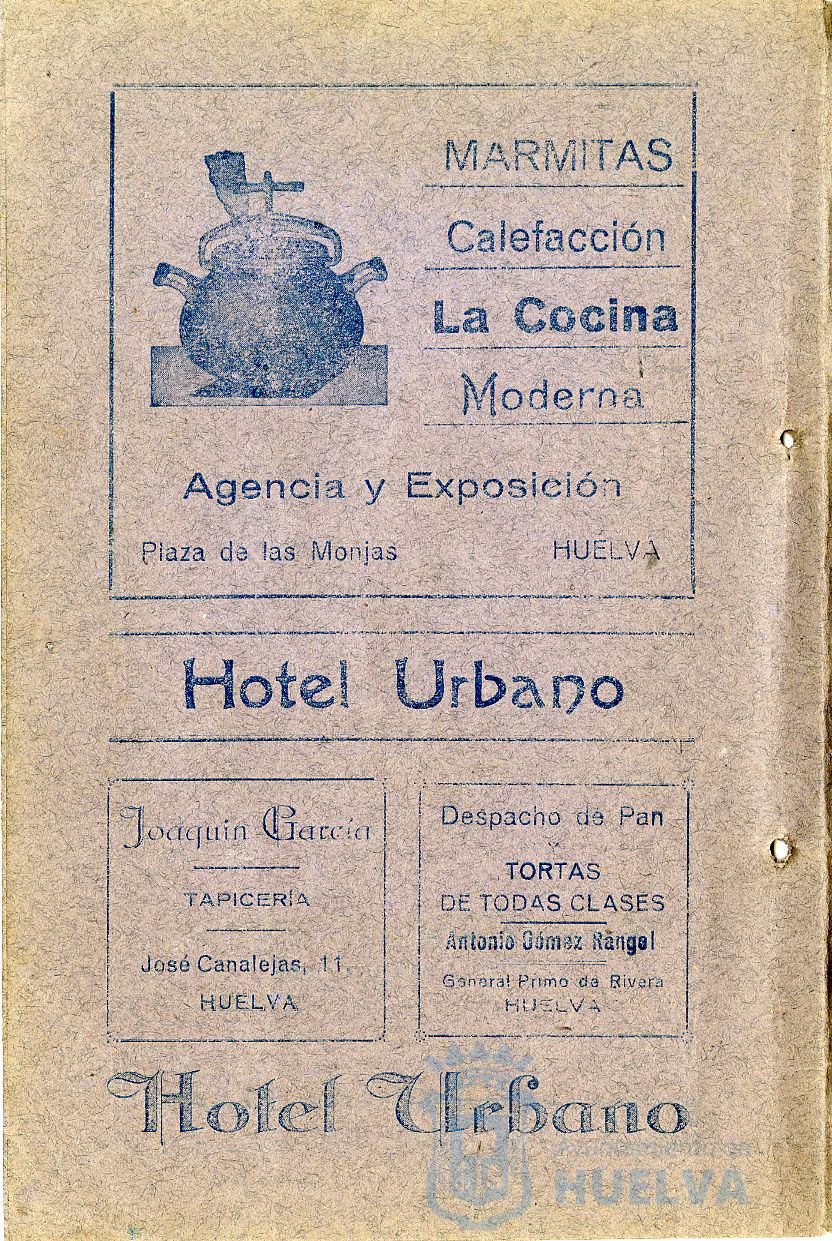 MARMITAS
Calefacción
La Cocina
Moderna
Agencia y Exposición
Plaza de las Monjas HUELVA
Hotel Urbano
Joaquín García
TAPICERÍA
José Canalejas, 11.
HUELVA
Despacho de Pan
Y
TORTAS
DE TODAS CLASES
Antonio Gómez Rangel
General Primo de Rivera
HUELVA
Hotel Urbano
Ayuntamiento de
HUELVA